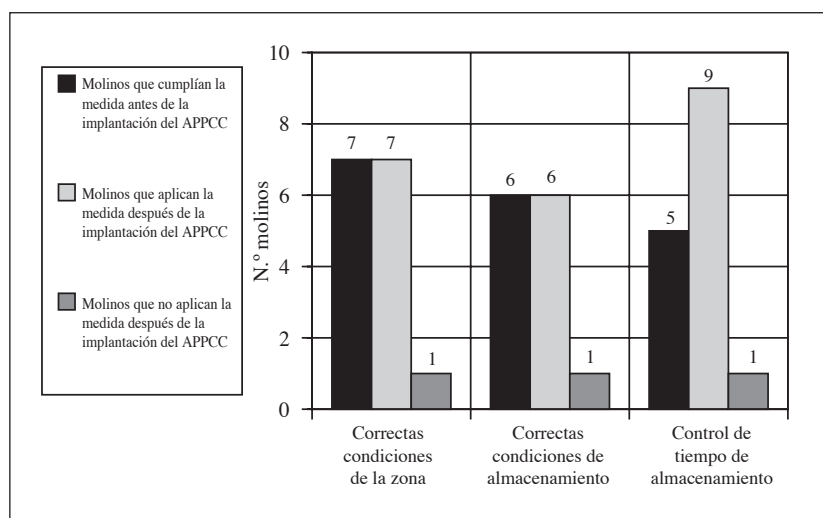 Molinos que cumplían la
medida antes de la
implantación del APPCC
Molinos que aplican la
medida después de la
implantación del APPCC
Molinos que no aplican la
medida después de la
implantación del APPCC
N.º molinos
10
8
6
4
2
0
7
7
1
6
6
1
5
9
1
Correctas
condiciones
de la zona
Correctas
condiciones de
almacenamiento
Control de
tiempo de
almacenamiento